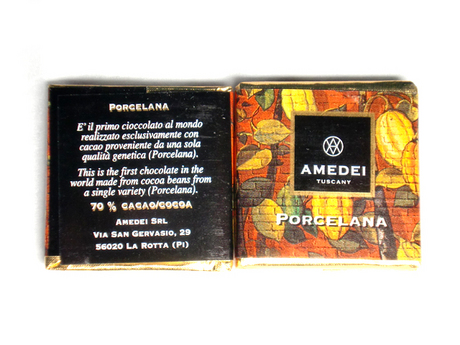 PORCELANA
E' il primo cioccolato al mondo
realizzato esclusivamente con
cacao proveniente da una sola
qualità genetica (Porcelana).
This is the first chocolate in the
world made from cocoa beans from
a single variety (Porcelana).
70 % CACAO/COCOA
AMEDEI SRL
VIA SAN GERVASIO, 29
56020 LA ROTTA (PI)
AMEDEI
TUSCANY
PORCELANA